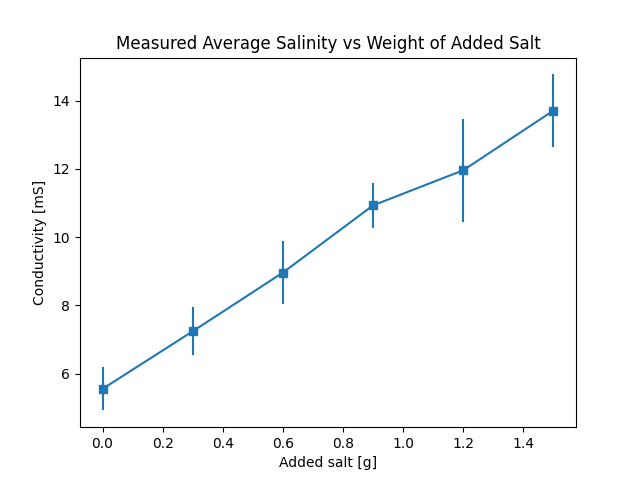 Measured Average Salinity vs Weight of Added Salt
14
12
10
8
6
Conductivity [mS]
0.0 0.2 0.4 0.6 0.8 1.0 1.2 1.4
Added salt [g]